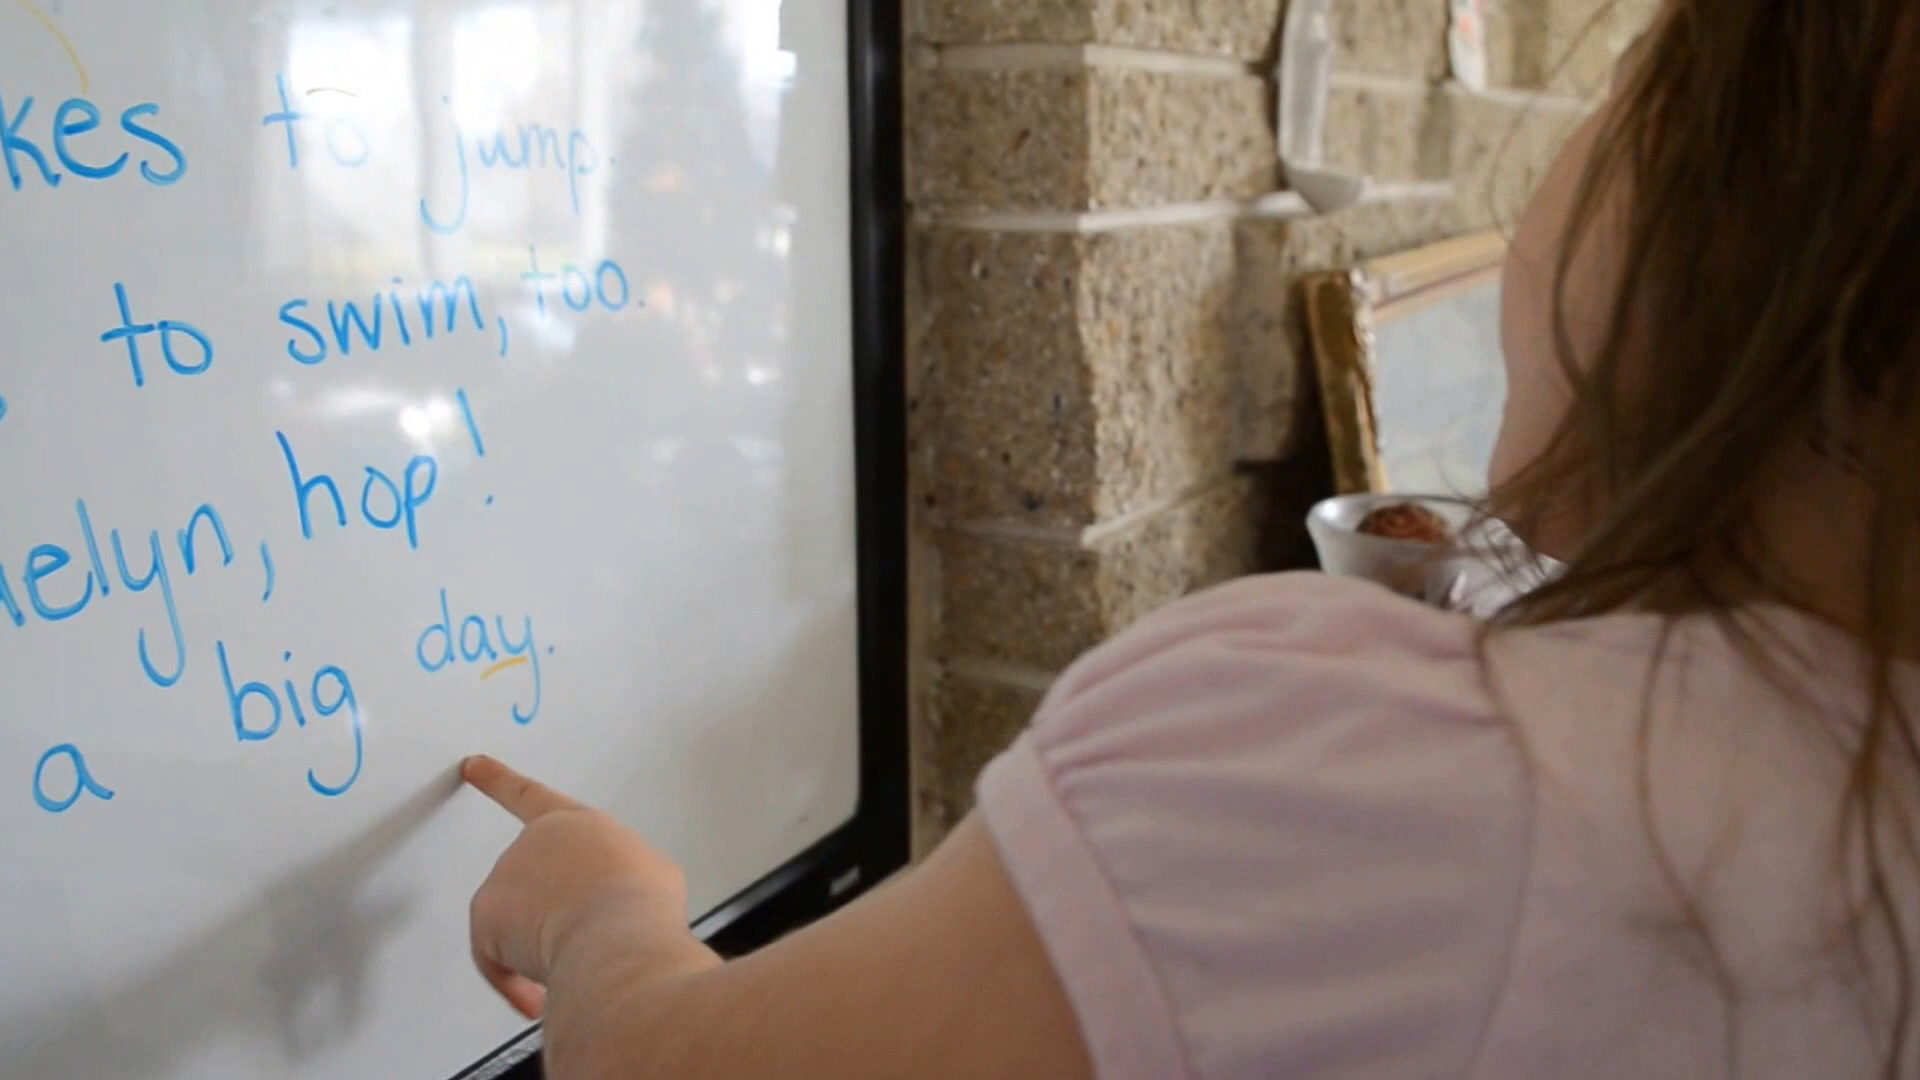 kes to jump.
to swim, too.
elyn, hop!
a big day.